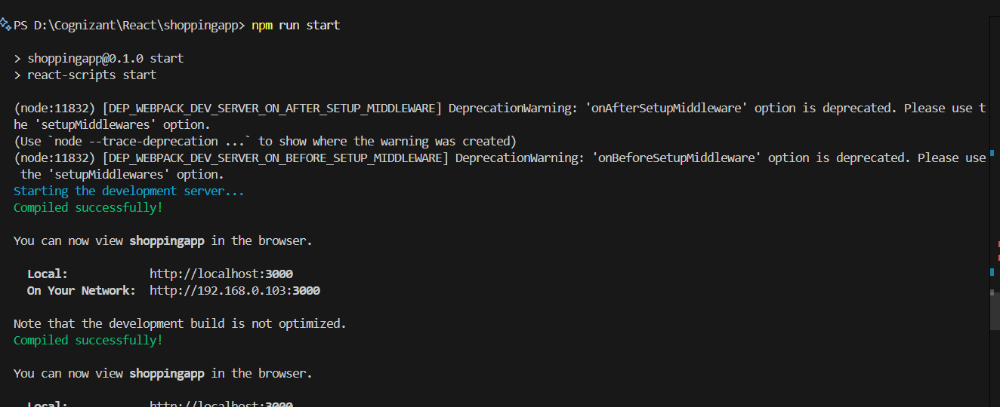 PS D:\Cognizant\React\shoppingapp> npm run start
> shoppingapp@0.1.0 start
> react-scripts start
(node:11832) [DEP_WEBPACK_DEV_SERVER_ON_AFTER_SETUP_MIDDLEWARE] DeprecationWarning: 'onAfterSetupMiddleware' option is deprecated. Please use t
he 'setupMiddlewares' option.
(Use `node --trace-deprecation ...` to show where the warning was created)
(node:11832) [DEP_WEBPACK_DEV_SERVER_ON_BEFORE_SETUP_MIDDLEWARE] DeprecationWarning: 'onBeforeSetupMiddleware' option is deprecated. Please use
 the 'setupMiddlewares' option.
Starting the development server...
Compiled successfully!
You can now view shoppingapp in the browser.
Local: http://localhost:3000
On Your Network: http://192.168.0.103:3000
Note that the development build is not optimized.
Compiled successfully!
You can now view shoppingapp in the browser.
Local: http://localhost:3000